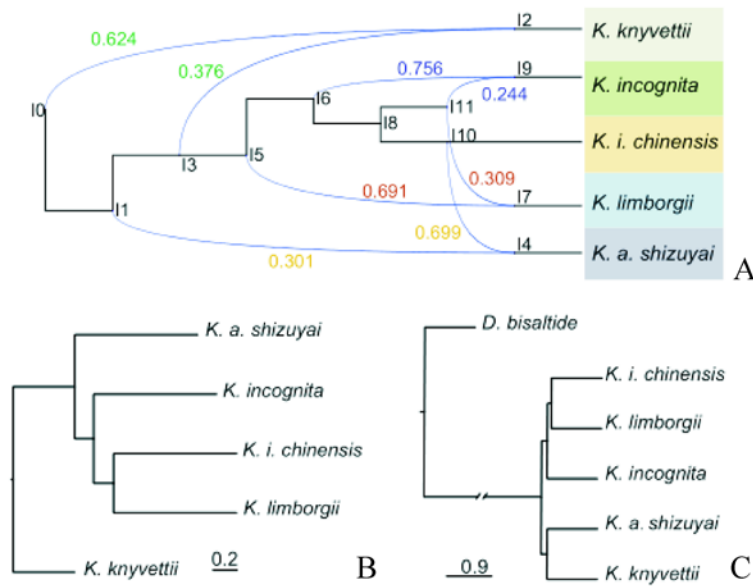 I2
K. knyvettii
0.624
0.376
I9
0.756
K. incognita
I6
0.244
I0
I11
I8
I10
K. i. chinensis
I3
I5
0.309
0.691
I7
K. limborgii
I1
0.699
I4
0.301
K. a. shizuyai
A
D. bisaltide
K. a. shizuyai
K. i. chinensis
K. incognita
K. limborgii
K. i. chinensis
K. incognita
K. limborgii
K. a. shizuyai
0.2
0.9
K. knyvettii
B
K. knyvettii
C